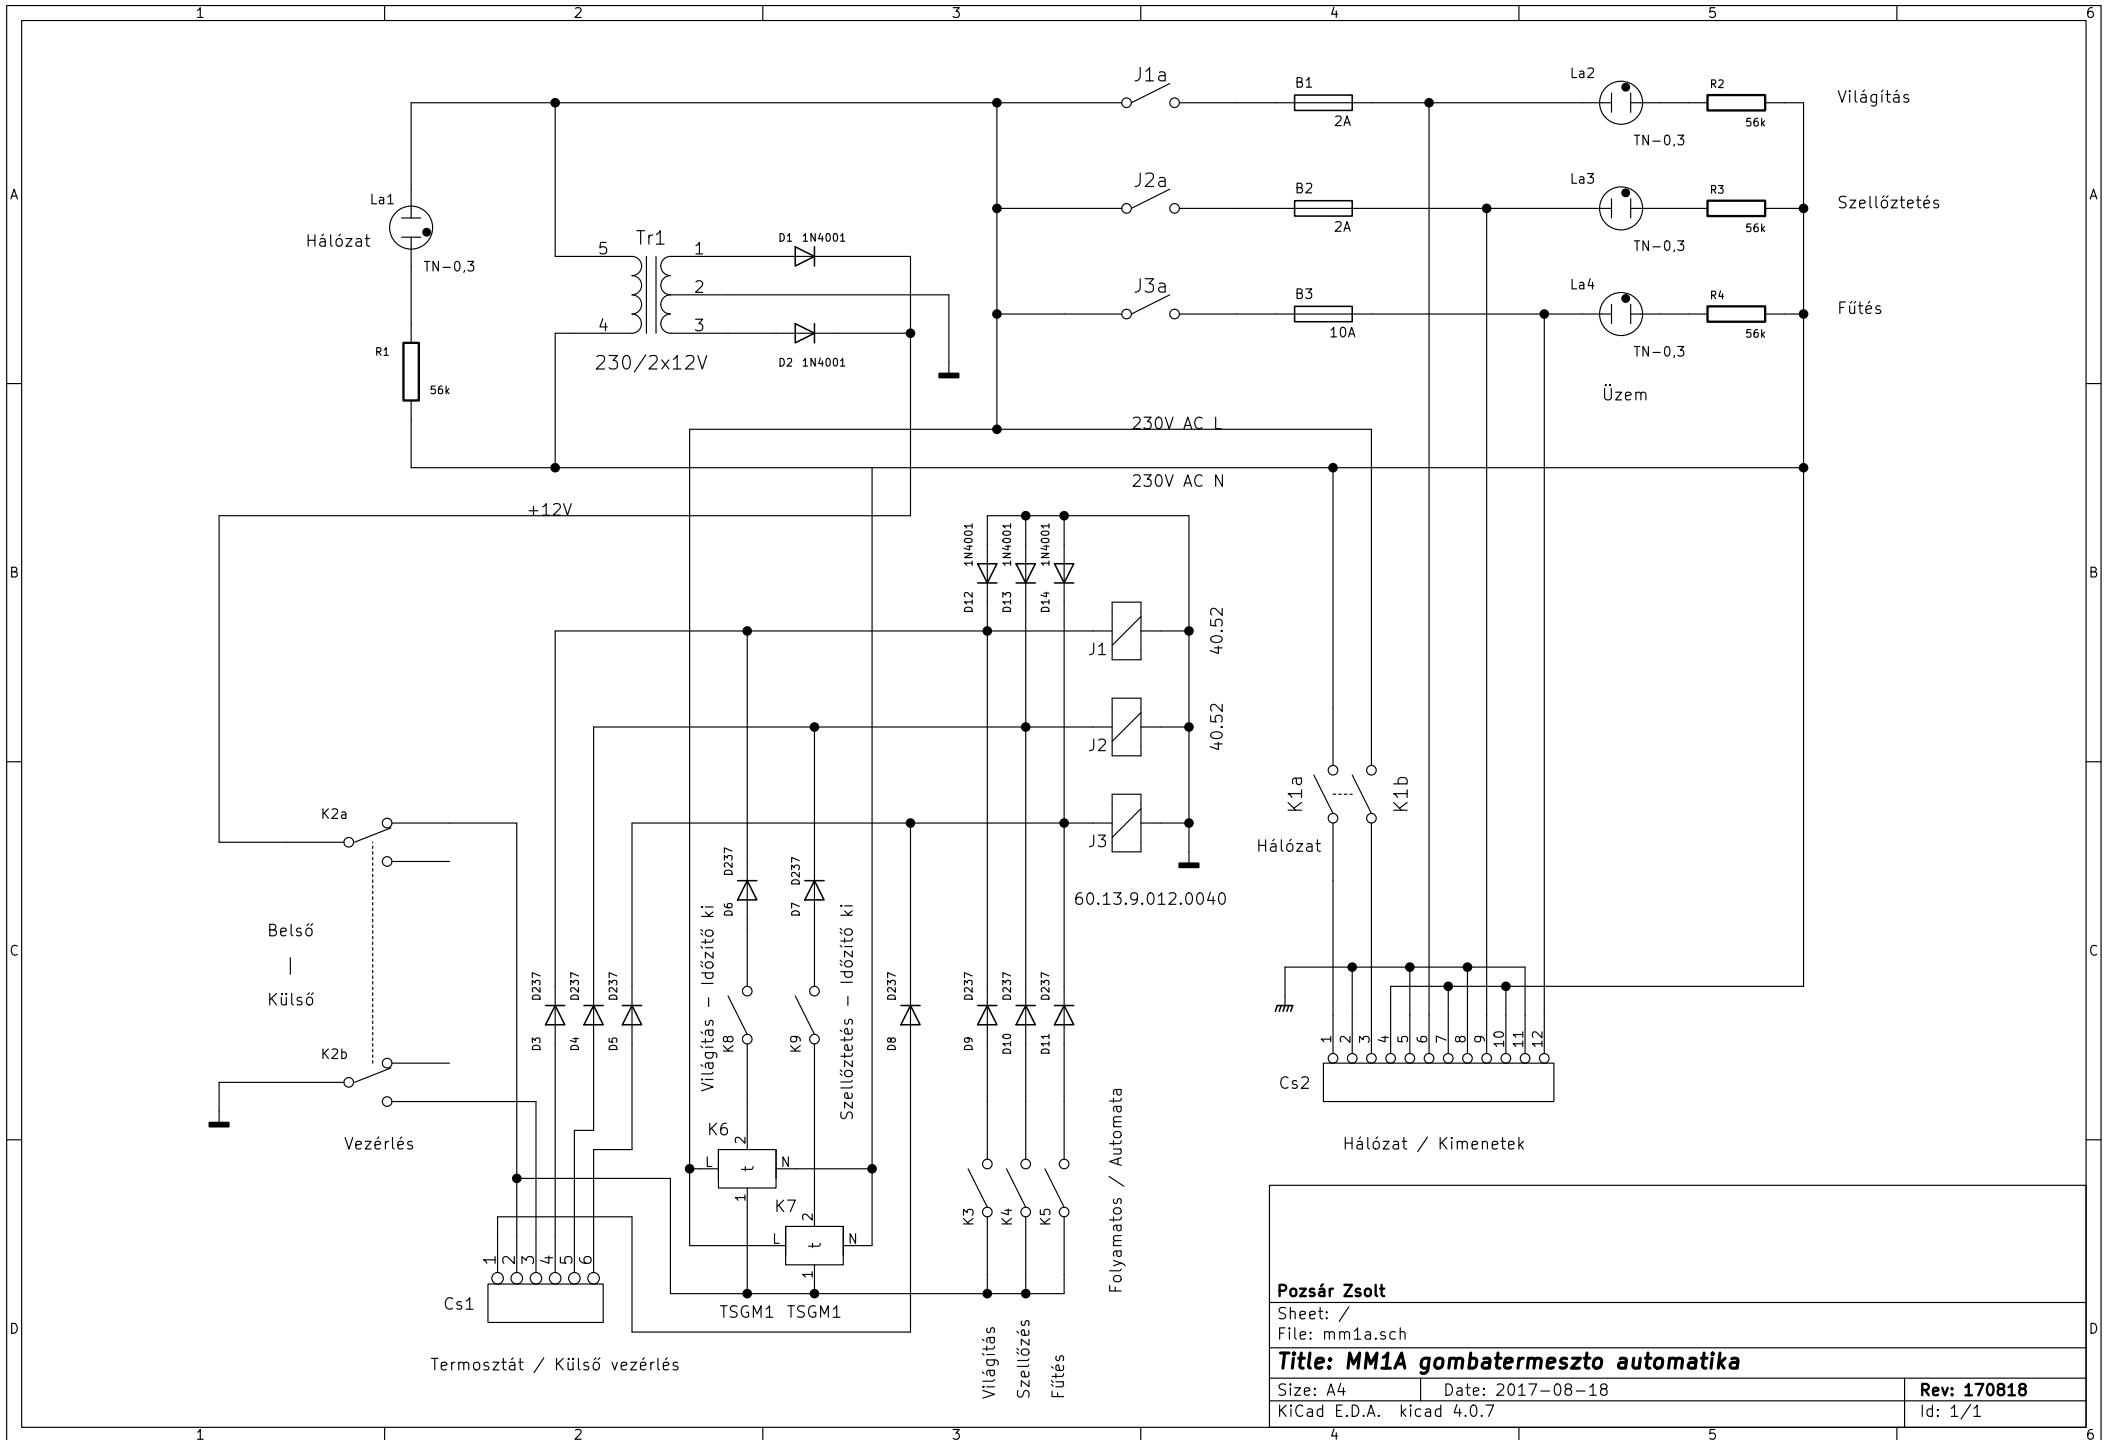 1 2 3 4 5 6
A
B
C
D
A
B
C
D
1 2 3 4 5 6
La1
Hálózat
TN-0,3
R1
56k
Tr1
5
4
1
2
3
230/2x12V
D1 1N4001
D2 1N4001
J1a
B1
2A
La2
TN-0,3
R2
56k
Világítás
J2a
B2
2A
La3
TN-0,3
R3
56k
Szellőztetés
J3a
B3
10A
La4
TN-0,3
R4
56k
Fűtés
Üzem
230V AC L
230V AC N
+12V
1N4001
D12
1N4001
D13
1N4001
D14
J1
40.52
J2
40.52
J3
60.13.9.012.0040
K2a
Belső
|
Külső
K2b
Vezérlés
D237
D3
D237
D4
D237
D5
D237
D6
D237
D7
Világítás - Időzítő ki
K8
K9
Szellőztetés - Időzítő ki
D237
D8
D237
D9
D237
D10
D237
D11
K6
L
t
N
2
1
K7
L
t
N
2
1
TSGM1
TSGM1
K3
K4
K5
Folyamatos / Automata
Világítás
Szellőzés
Fűtés
Cs1
1 2 3 4 5 6
Termosztát / Külső vezérlés
K1a
K1b
Hálózat
Cs2
1 2 3 4 5 6 7 8 9 10 11 12
Hálózat / Kimenetek
Pozsár Zsolt
Sheet: /
File: mm1a.sch
Title: MM1A gombatermeszto automatika
Size: A4
Date: 2017-08-18
Rev: 170818
KiCad E.D.A. kicad 4.0.7
Id: 1/1